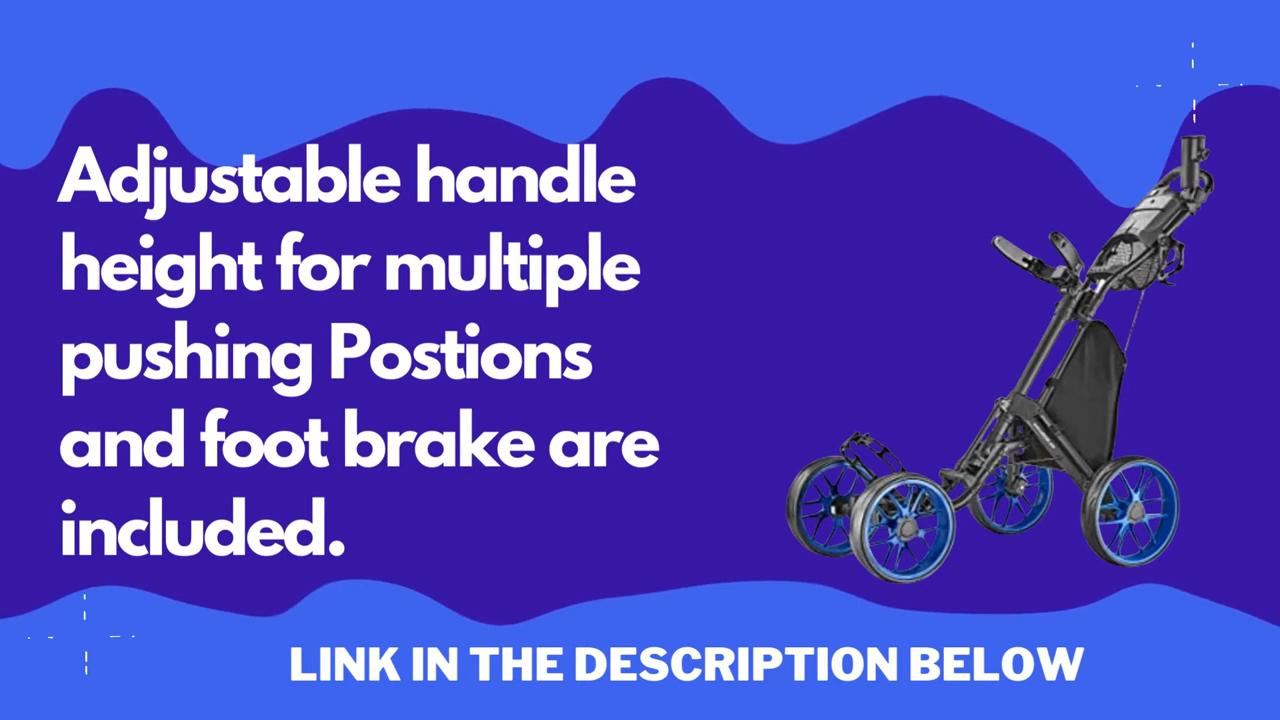 Adjustable handle
height for multiple
pushing Postions
and foot brake are
included.
LINK IN THE DESCRIPTION BELOW